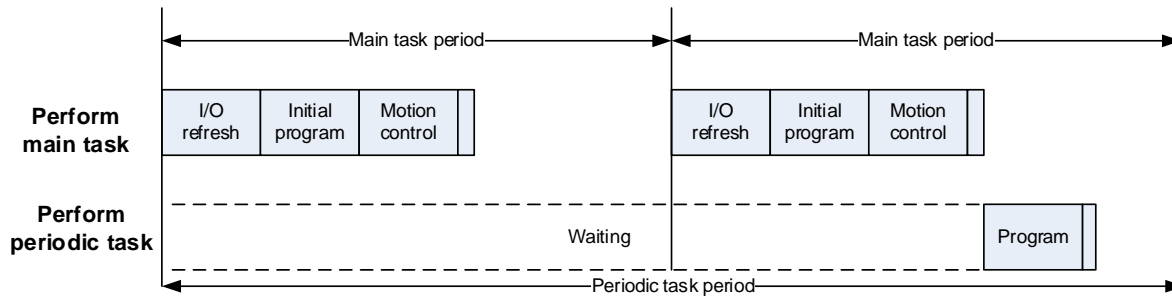 Main task period
Main task period
Perform
main task
I/O
refresh
Initial
program
Motion
control
I/O
refresh
Initial
program
Motion
control
Perform
periodic task
Waiting
Program
Periodic task period